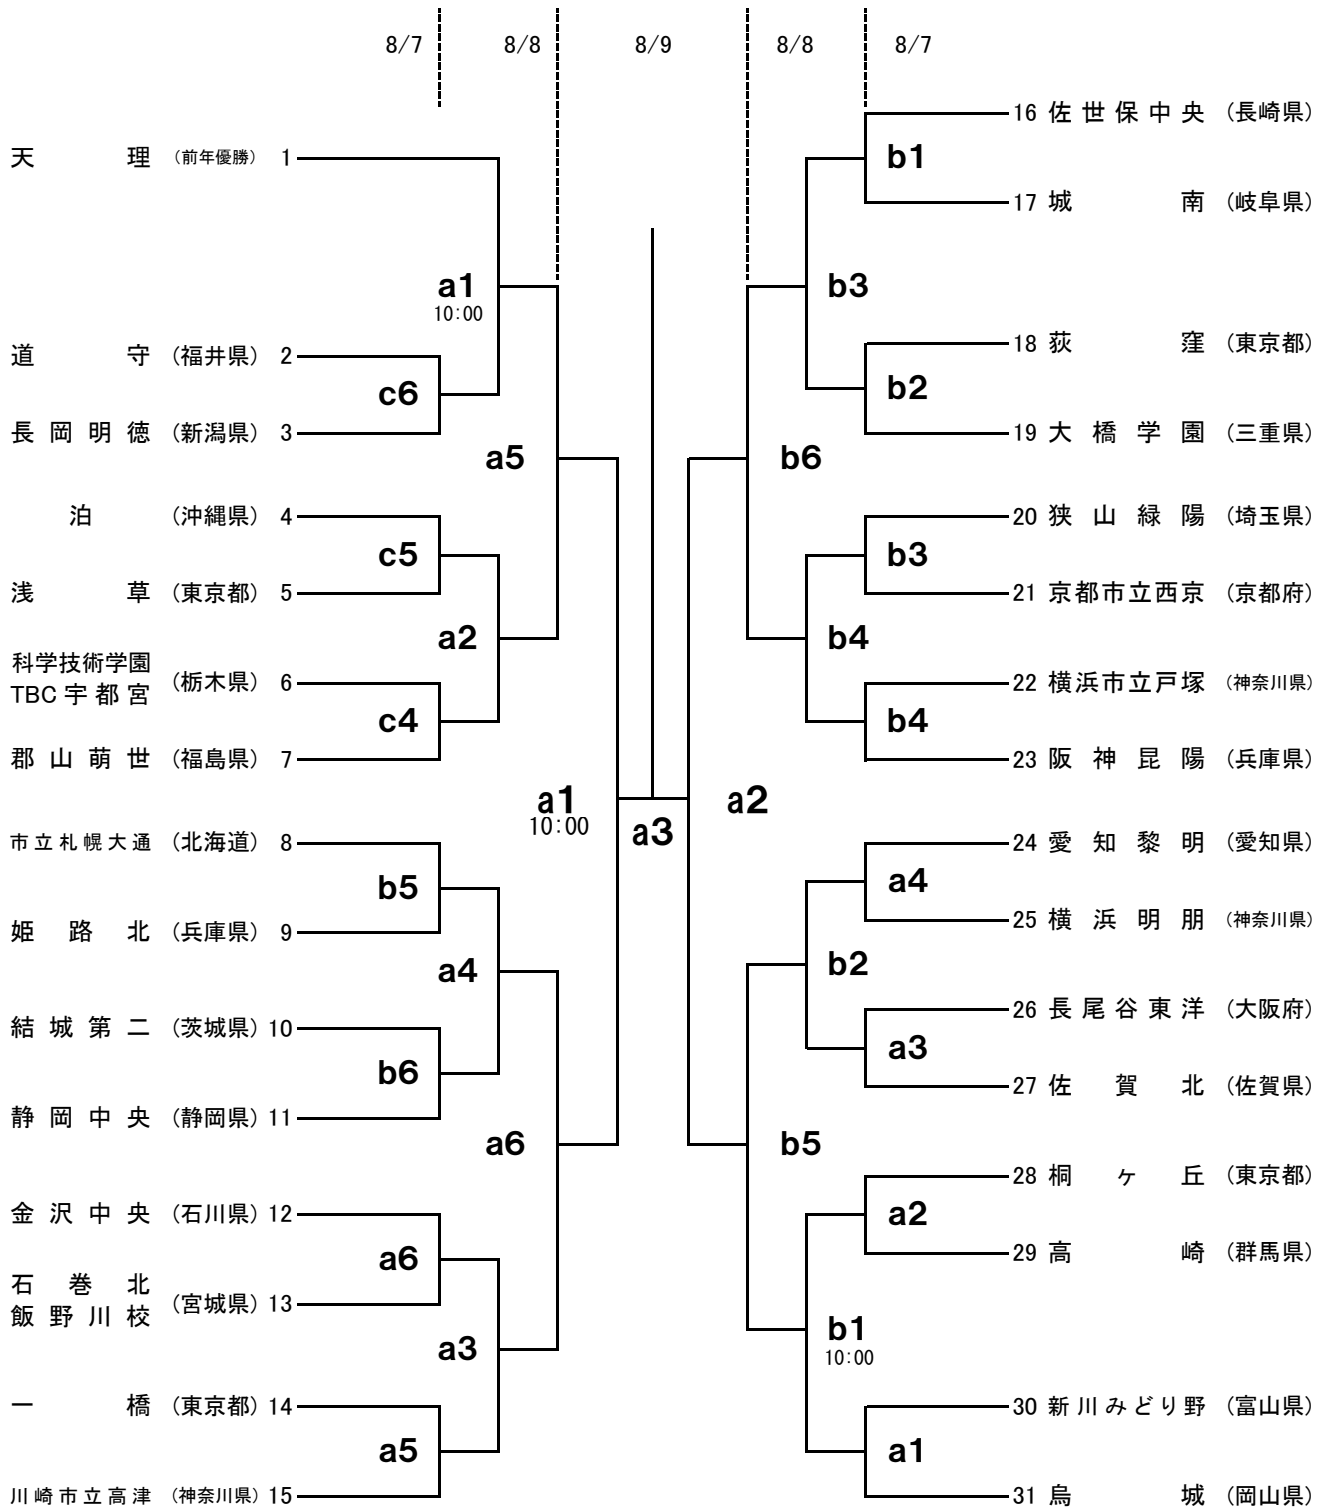 8/7 8/8 8/9 8/8 8/7
天理 (前年優勝) 1
a1
10:00
道守 (福井県) 2
c6
長岡明徳 (新潟県) 3
a5
泊 (沖縄県) 4
c5
浅草 (東京都) 5
a2
科学技術学園
TBC宇都宮 (栃木県) 6
c4
郡山萌世 (福島県) 7
a1
10:00
市立札幌大通 (北海道) 8
b5
姫路北 (兵庫県) 9
a4
結城第二 (茨城県) 10
b6
静岡中央 (静岡県) 11
a6
金沢中央 (石川県) 12
a6
石巻北
飯野川校 (宮城県) 13
a3
一橋 (東京都) 14
a5
川崎市立高津 (神奈川県) 15
a3
16 佐世保中央 (長崎県)
b1
17 城南 (岐阜県)
b3
18 荻窪 (東京都)
b2
19 大橋学園 (三重県)
b6
20 狭山緑陽 (埼玉県)
b3
21 京都市立西京 (京都府)
b4
22 横浜市立戸塚 (神奈川県)
b4
23 阪神昆陽 (兵庫県)
a2
24 愛知黎明 (愛知県)
a4
25 横浜明朋 (神奈川県)
b2
26 長尾谷東洋 (大阪府)
a3
27 佐賀北 (佐賀県)
b5
28 桐ヶ丘 (東京都)
a2
29 高崎 (群馬県)
b1
10:00
30 新川みどり野 (富山県)
a1
31 烏城 (岡山県)